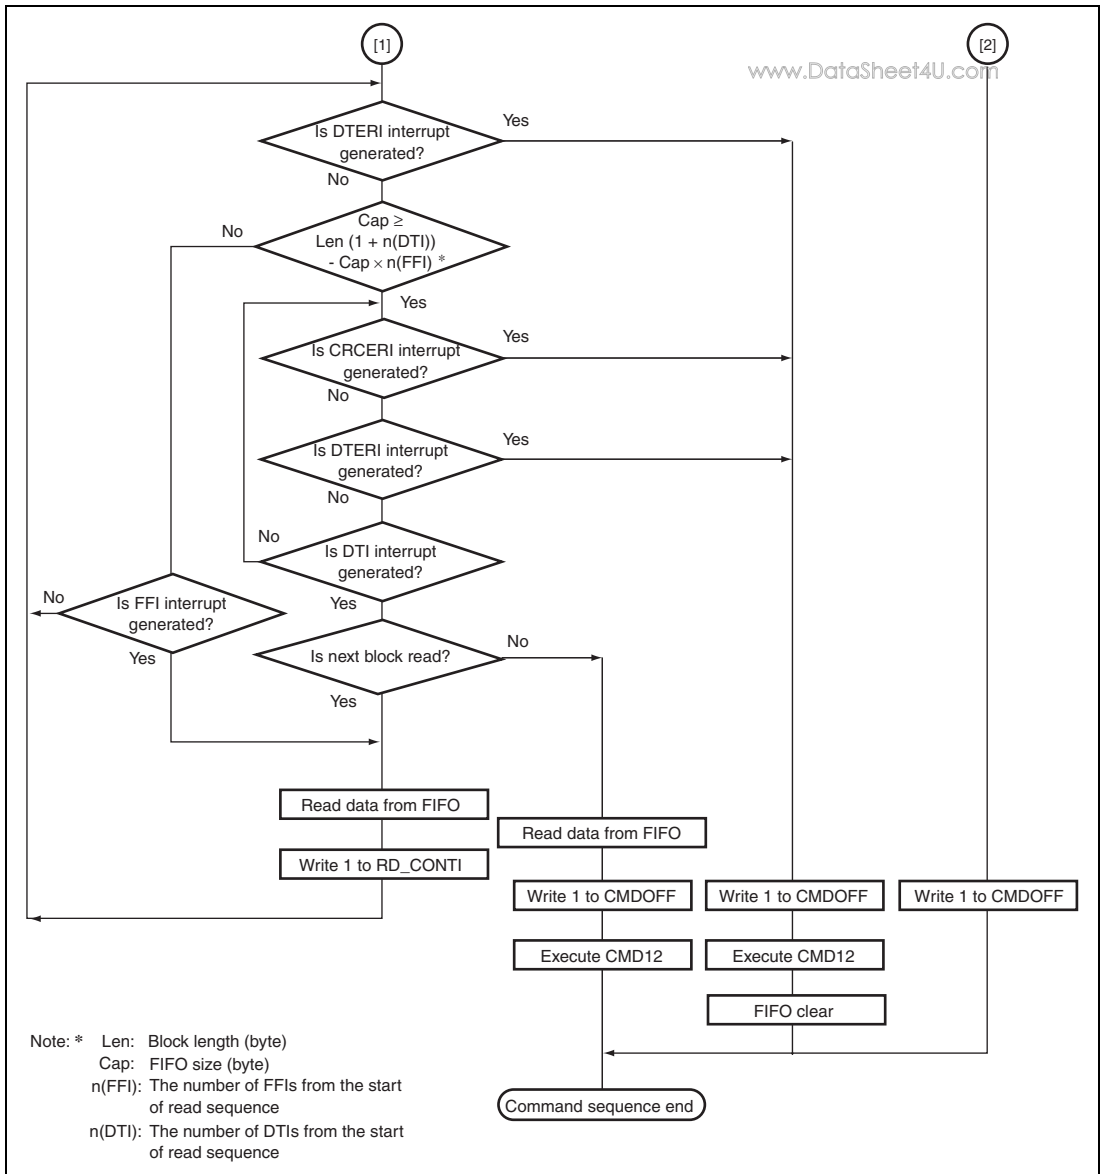 [1]
[2]
www.DataSheet4U.com
Is DTERI interrupt
generated?
Yes
No
Cap ≥
Len (1 + n(DTI))
- Cap × n(FFI) *
No
Yes
Is CRCERI interrupt
generated?
Yes
No
Is DTERI interrupt
generated?
Yes
No
Is DTI interrupt
generated?
No
Yes
Is FFI interrupt
generated?
No
Yes
Is next block read?
No
Yes
Read data from FIFO
Write 1 to RD_CONTI
Read data from FIFO
Write 1 to CMDOFF
Execute CMD12
Write 1 to CMDOFF
Execute CMD12
FIFO clear
Write 1 to CMDOFF
Command sequence end
Note: * Len: Block length (byte)
Cap: FIFO size (byte)
n(FFI): The number of FFIs from the start
of read sequence
n(DTI): The number of DTIs from the start
of read sequence